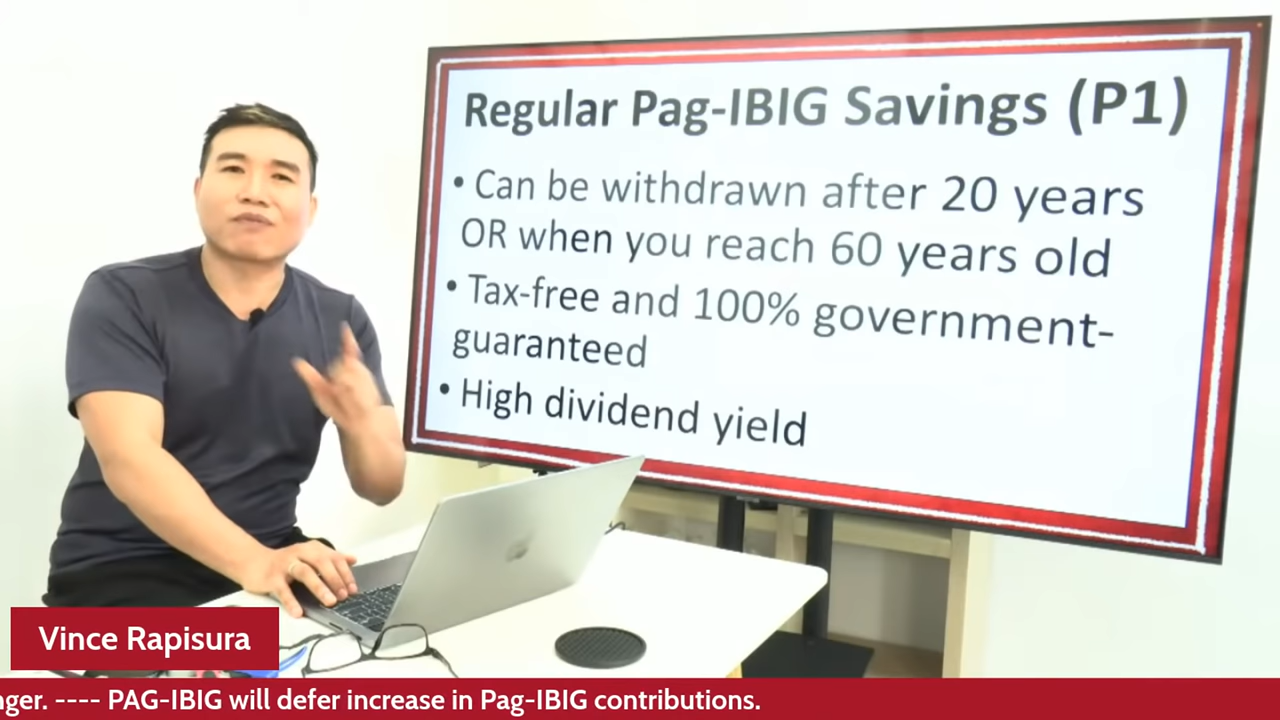 Regular Pag-IBIG Savings (P1)
• Can be withdrawn after 20 years
OR when you reach 60 years old
• Tax-free and 100% government-
guaranteed
• High dividend yield
Vince Rapisura
nger. ---- PAG-IBIG will defer increase in Pag-IBIG contributions.